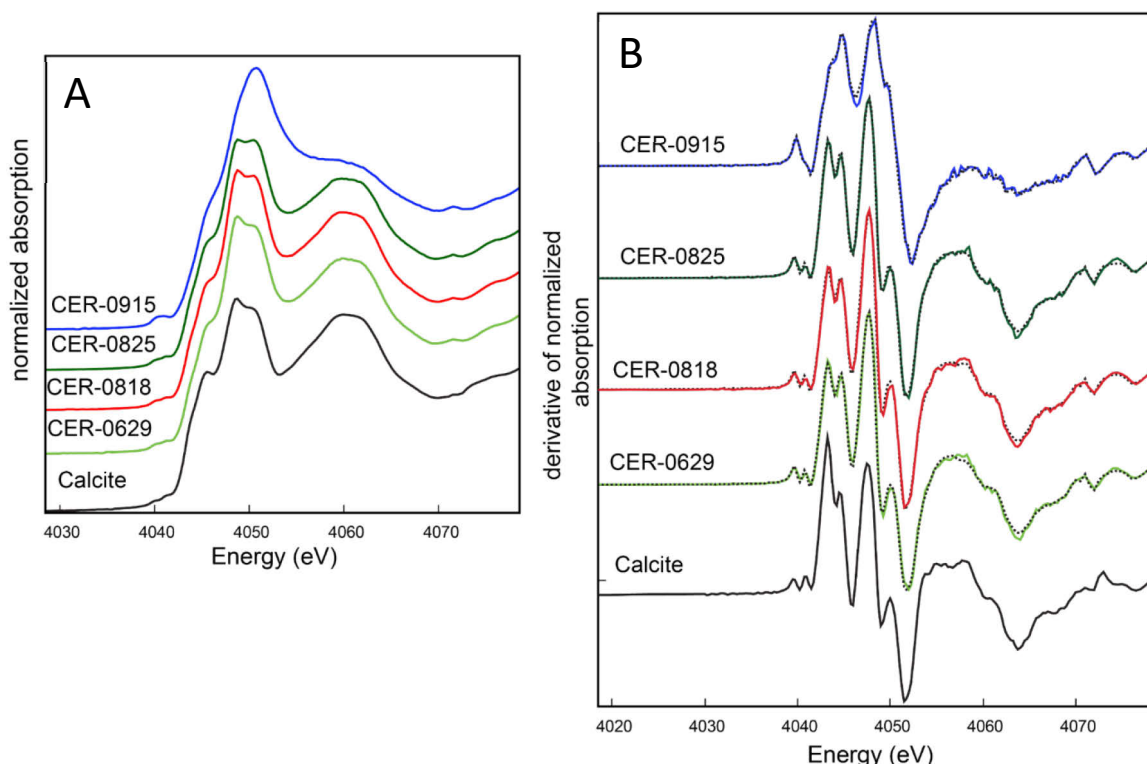 A
normalized absorption
CER-0915
CER-0825
CER-0818
CER-0629
Calcite
4030 4040 4050 4060 4070
Energy (eV)
B
derivative of normalized
absorption
CER-0915
CER-0825
CER-0818
CER-0629
Calcite
4020 4030 4040 4050 4060 4070
Energy (eV)